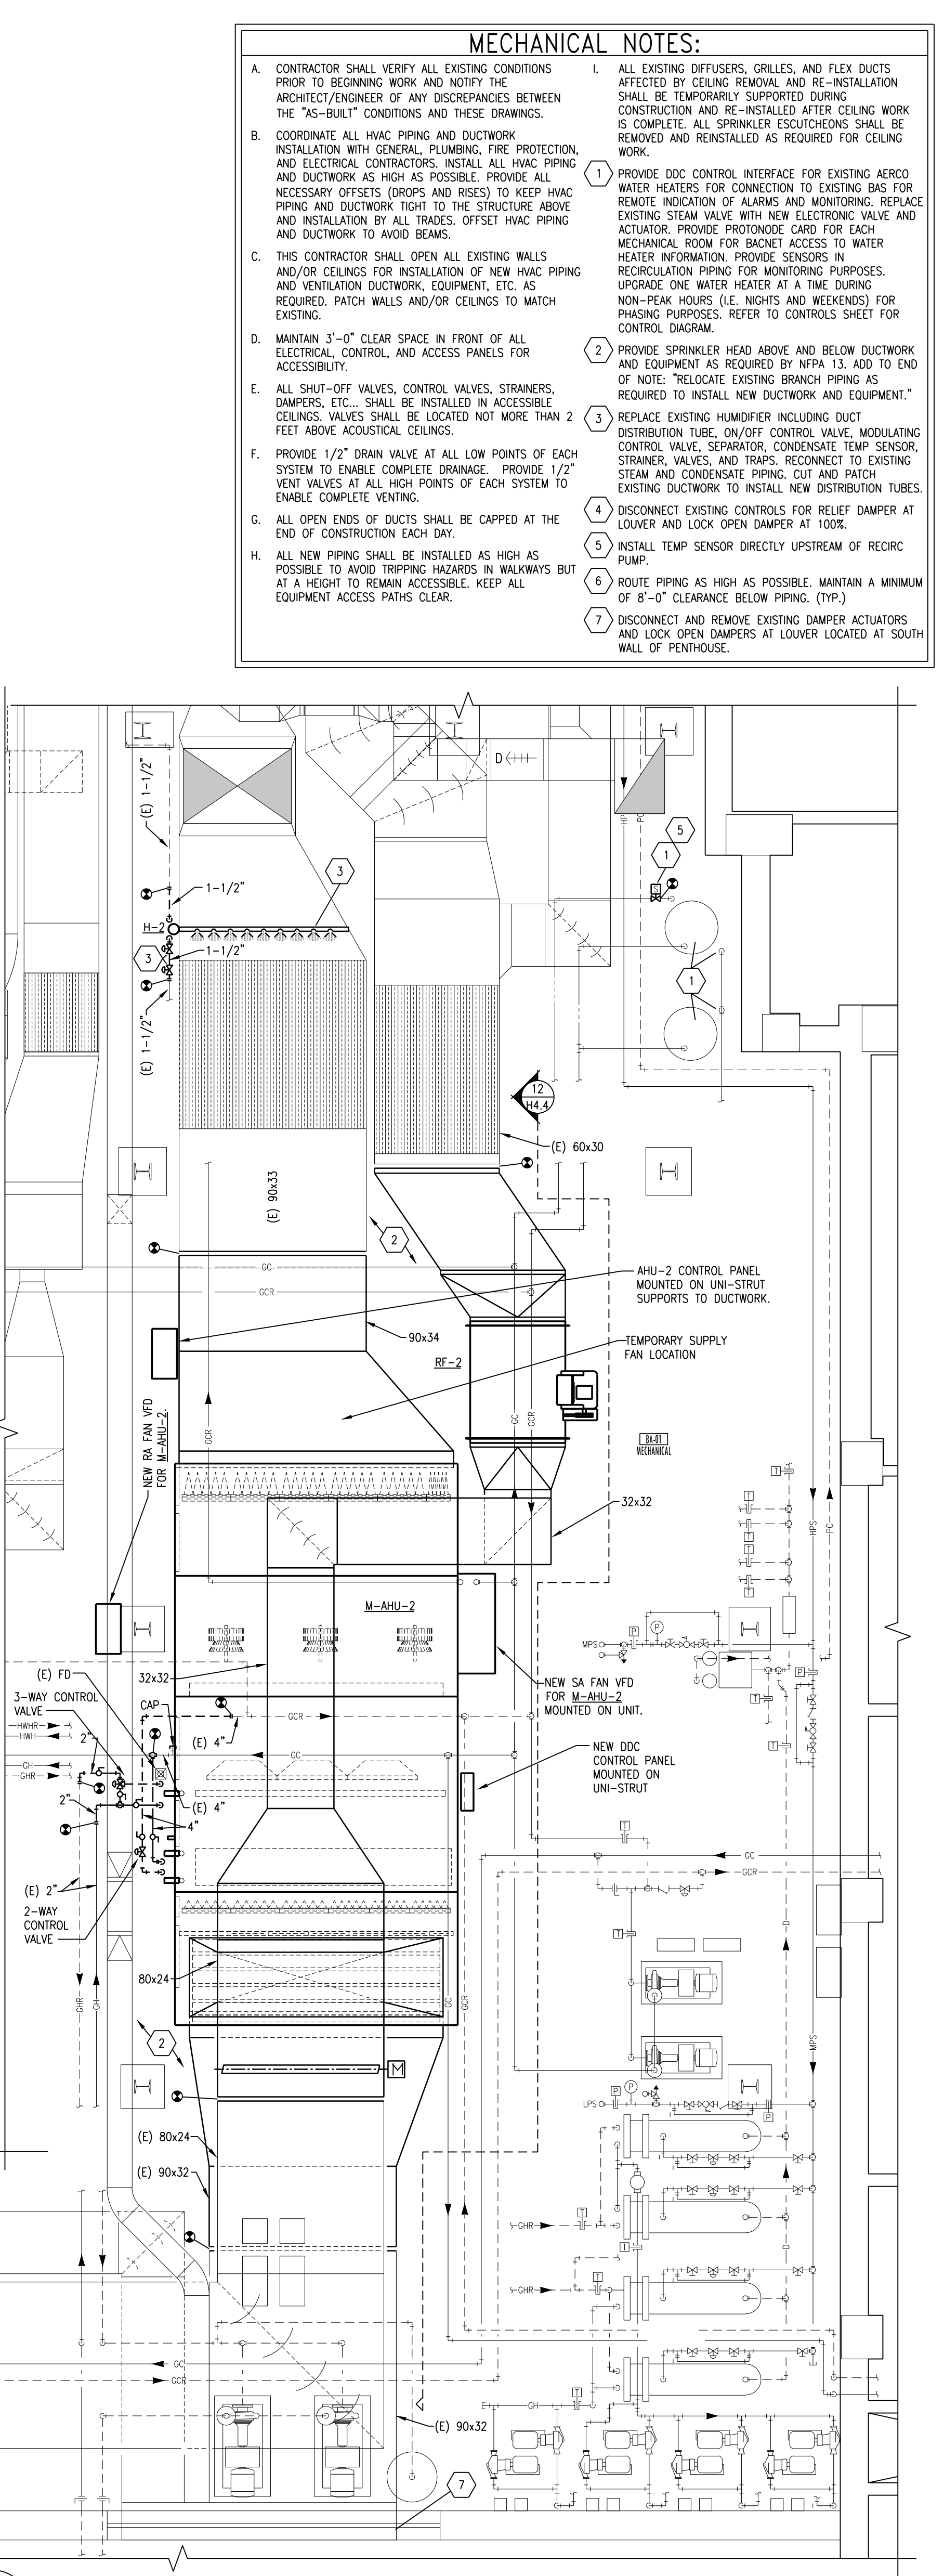 MECHANICAL NOTES:
A. CONTRACTOR SHALL VERIFY ALL EXISTING CONDITIONS
PRIOR TO BEGINNING WORK AND NOTIFY THE
ARCHITECT/ENGINEER OF ANY DISCREPANCIES BETWEEN
THE "AS-BUILT" CONDITIONS AND THESE DRAWINGS.
B. COORDINATE ALL HVAC PIPING AND DUCTWORK
INSTALLATION WITH GENERAL, PLUMBING, FIRE PROTECTION,
AND ELECTRICAL CONTRACTORS. INSTALL ALL HVAC PIPING
AND DUCTWORK AS HIGH AS POSSIBLE. PROVIDE ALL
NECESSARY OFFSETS (DROPS AND RISES) TO KEEP HVAC
PIPING AND DUCTWORK TIGHT TO THE STRUCTURE ABOVE
AND INSTALLATION BY ALL TRADES. OFFSET HVAC PIPING
AND DUCTWORK TO AVOID BEAMS.
C. THIS CONTRACTOR SHALL OPEN ALL EXISTING WALLS
AND/OR CEILINGS FOR INSTALLATION OF NEW HVAC PIPING
AND VENTILATION DUCTWORK, EQUIPMENT, ETC. AS
REQUIRED. PATCH WALLS AND/OR CEILINGS TO MATCH
EXISTING.
D. MAINTAIN 3'-0" CLEAR SPACE IN FRONT OF ALL
ELECTRICAL, CONTROL, AND ACCESS PANELS FOR
ACCESSIBILITY.
E. ALL SHUT-OFF VALVES, CONTROL VALVES, STRAINERS,
DAMPERS, ETC... SHALL BE INSTALLED IN ACCESSIBLE
CEILINGS. VALVES SHALL BE LOCATED NOT MORE THAN 2
FEET ABOVE ACOUSTICAL CEILINGS.
F. PROVIDE 1/2" DRAIN VALVE AT ALL LOW POINTS OF EACH
SYSTEM TO ENABLE COMPLETE DRAINAGE. PROVIDE 1/2"
VENT VALVES AT ALL HIGH POINTS OF EACH SYSTEM TO
ENABLE COMPLETE VENTING.
G. ALL OPEN ENDS OF DUCTS SHALL BE CAPPED AT THE
END OF CONSTRUCTION EACH DAY.
H. ALL NEW PIPING SHALL BE INSTALLED AS HIGH AS
POSSIBLE TO AVOID TRIPPING HAZARDS IN WALKWAYS BUT
AT A HEIGHT TO REMAIN ACCESSIBLE. KEEP ALL
EQUIPMENT ACCESS PATHS CLEAR.
I. ALL EXISTING DIFFUSERS, GRILLES, AND FLEX DUCTS
AFFECTED BY CEILING REMOVAL AND RE-INSTALLATION
SHALL BE TEMPORARILY SUPPORTED DURING
CONSTRUCTION AND RE-INSTALLED AFTER CEILING WORK
IS COMPLETE. ALL SPRINKLER ESCUTCHEONS SHALL BE
REMOVED AND REINSTALLED AS REQUIRED FOR CEILING
WORK.
1 PROVIDE DDC CONTROL INTERFACE FOR EXISTING AERCO
WATER HEATERS FOR CONNECTION TO EXISTING BAS FOR
REMOTE INDICATION OF ALARMS AND MONITORING. REPLACE
EXISTING STEAM VALVE WITH NEW ELECTRONIC VALVE AND
ACTUATOR. PROVIDE PROTONODE CARD FOR EACH
MECHANICAL ROOM FOR BACNET ACCESS TO WATER
HEATER INFORMATION. PROVIDE SENSORS IN
RECIRCULATION PIPING FOR MONITORING PURPOSES.
UPGRADE ONE WATER HEATER AT A TIME DURING
NON-PEAK HOURS (I.E. NIGHTS AND WEEKENDS) FOR
PHASING PURPOSES. REFER TO CONTROLS SHEET FOR
CONTROL DIAGRAM.
2 PROVIDE SPRINKLER HEAD ABOVE AND BELOW DUCTWORK
AND EQUIPMENT AS REQUIRED BY NFPA 13. ADD TO END
OF NOTE: "RELOCATE EXISTING BRANCH PIPING AS
REQUIRED TO INSTALL NEW DUCTWORK AND EQUIPMENT."
3 REPLACE EXISTING HUMIDIFIER INCLUDING DUCT
DISTRIBUTION TUBE, ON/OFF CONTROL VALVE, MODULATING
CONTROL VALVE, SEPARATOR, CONDENSATE TEMP SENSOR,
STRAINER, VALVES, AND TRAPS. RECONNECT TO EXISTING
STEAM AND CONDENSATE PIPING. CUT AND PATCH
EXISTING DUCTWORK TO INSTALL NEW DISTRIBUTION TUBES.
4 DISCONNECT EXISTING CONTROLS FOR RELIEF DAMPER AT
LOUVER AND LOCK OPEN DAMPER AT 100%.
5 INSTALL TEMP SENSOR DIRECTLY UPSTREAM OF RECIRC
PUMP.
6 ROUTE PIPING AS HIGH AS POSSIBLE. MAINTAIN A MINIMUM
OF 8'-0" CLEARANCE BELOW PIPING. (TYP.)
7 DISCONNECT AND REMOVE EXISTING DAMPER ACTUATORS
AND LOCK OPEN DAMPERS AT LOUVER LOCATED AT SOUTH
WALL OF PENTHOUSE.
D
(E) 1-1/2"
HPS
5
1
S
3
1-1/2"
H-2
3
1-1/2"
(E) 1-1/2"
1
12
H4.4
(E) 60x30
(E) 90x33
2
GC
GCR
AHU-2 CONTROL PANEL
MOUNTED ON UNI-STRUT
SUPPORTS TO DUCTWORK.
90x34
TEMPORARY SUPPLY
FAN LOCATION
RF-2
NEW RA FAN VFD
FOR M-AHU-2.
GCR
GC
GCR
BA-01
MECHANICAL
T
32x32
HPS
PC
T
T
T
T
M-AHU-2
MPS
P
P
P
(E) FD
32x32
3-WAY CONTROL
VALVE
CAP
NEW SA FAN VFD
FOR M-AHU-2
MOUNTED ON UNIT.
T
HWHR
HWH
2"
GCR
(E) 4"
GC
GH
GHR
NEW DDC
CONTROL PANEL
MOUNTED ON
UNI-STRUT
2"
(E) 4"
4"
T
GC
GCR
(E) 2"
2-WAY
CONTROL
VALVE
T
80x24
GHR
GH
GC
GCR
2
MPS
M
T
LPS
P
P
P
(E) 80x24
(E) 90x32
GHR
T
T
GHR
T
GC
GCR
(E) 90x32
GH
T
7